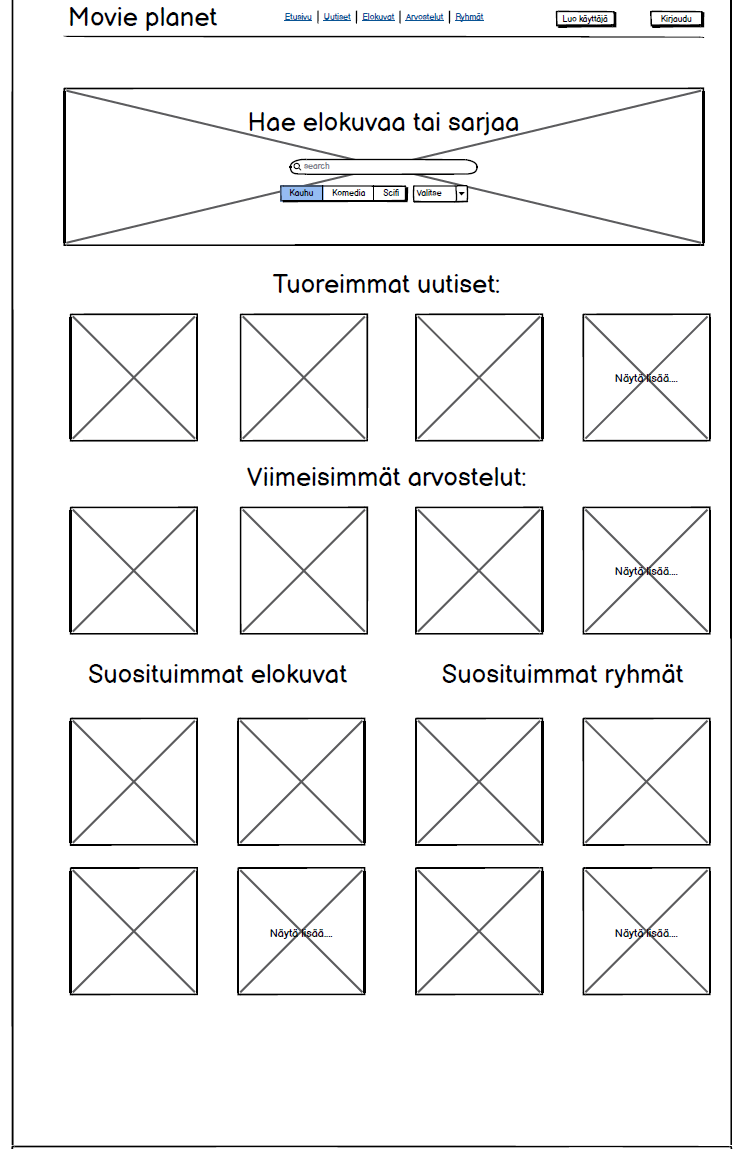 Movie planet
Etusivu | Uutiset | Elokuvat | Arvostelut | Ryhmät
Luo käyttäjä
Kirjaudu
Hae elokuvaa tai sarjaa
search
Kauhu Komedia Scifi Valitse
Tuoreimmat uutiset:
Näytä lisää....
Viimeisimmät arvostelut:
Näytä lisää....
Suosituimmat elokuvat
Suosituimmat ryhmät
Näytä lisää....
Näytä lisää....